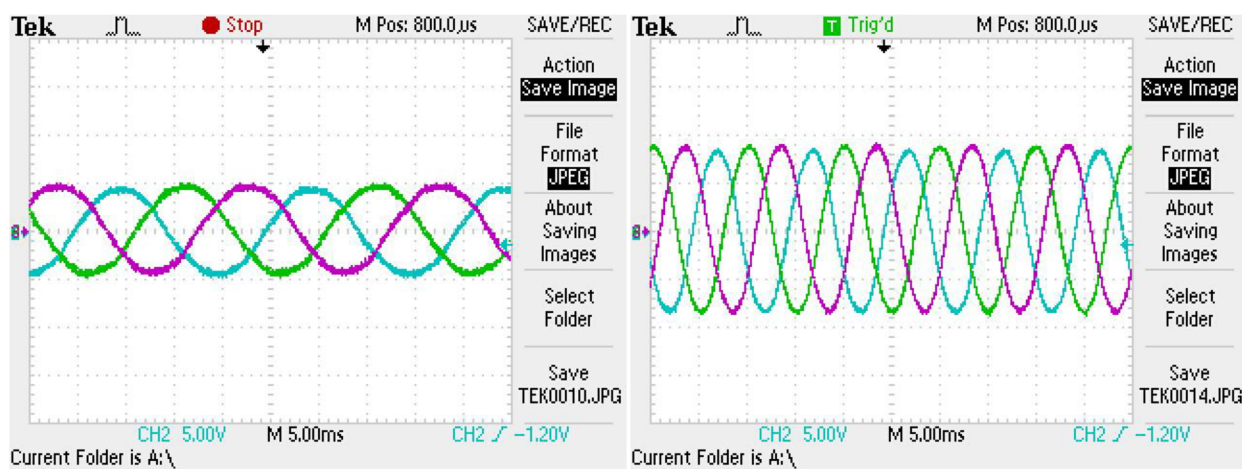 Tek Stop M Pos: 800.0µs SAVE/REC
Action
Save Image
File
Format
JPEG
About
Saving
Images
Select
Folder
Save
TEK0010.JPG
CH2 5.00V M 5.00ms CH2 -1.20V
Current Folder is A:\
Tek T Trig'd M Pos: 800.0µs SAVE/REC
Action
Save Image
File
Format
JPEG
About
Saving
Images
Select
Folder
Save
TEK0014.JPG
CH2 5.00V M 5.00ms CH2 -1.20V
Current Folder is A:\